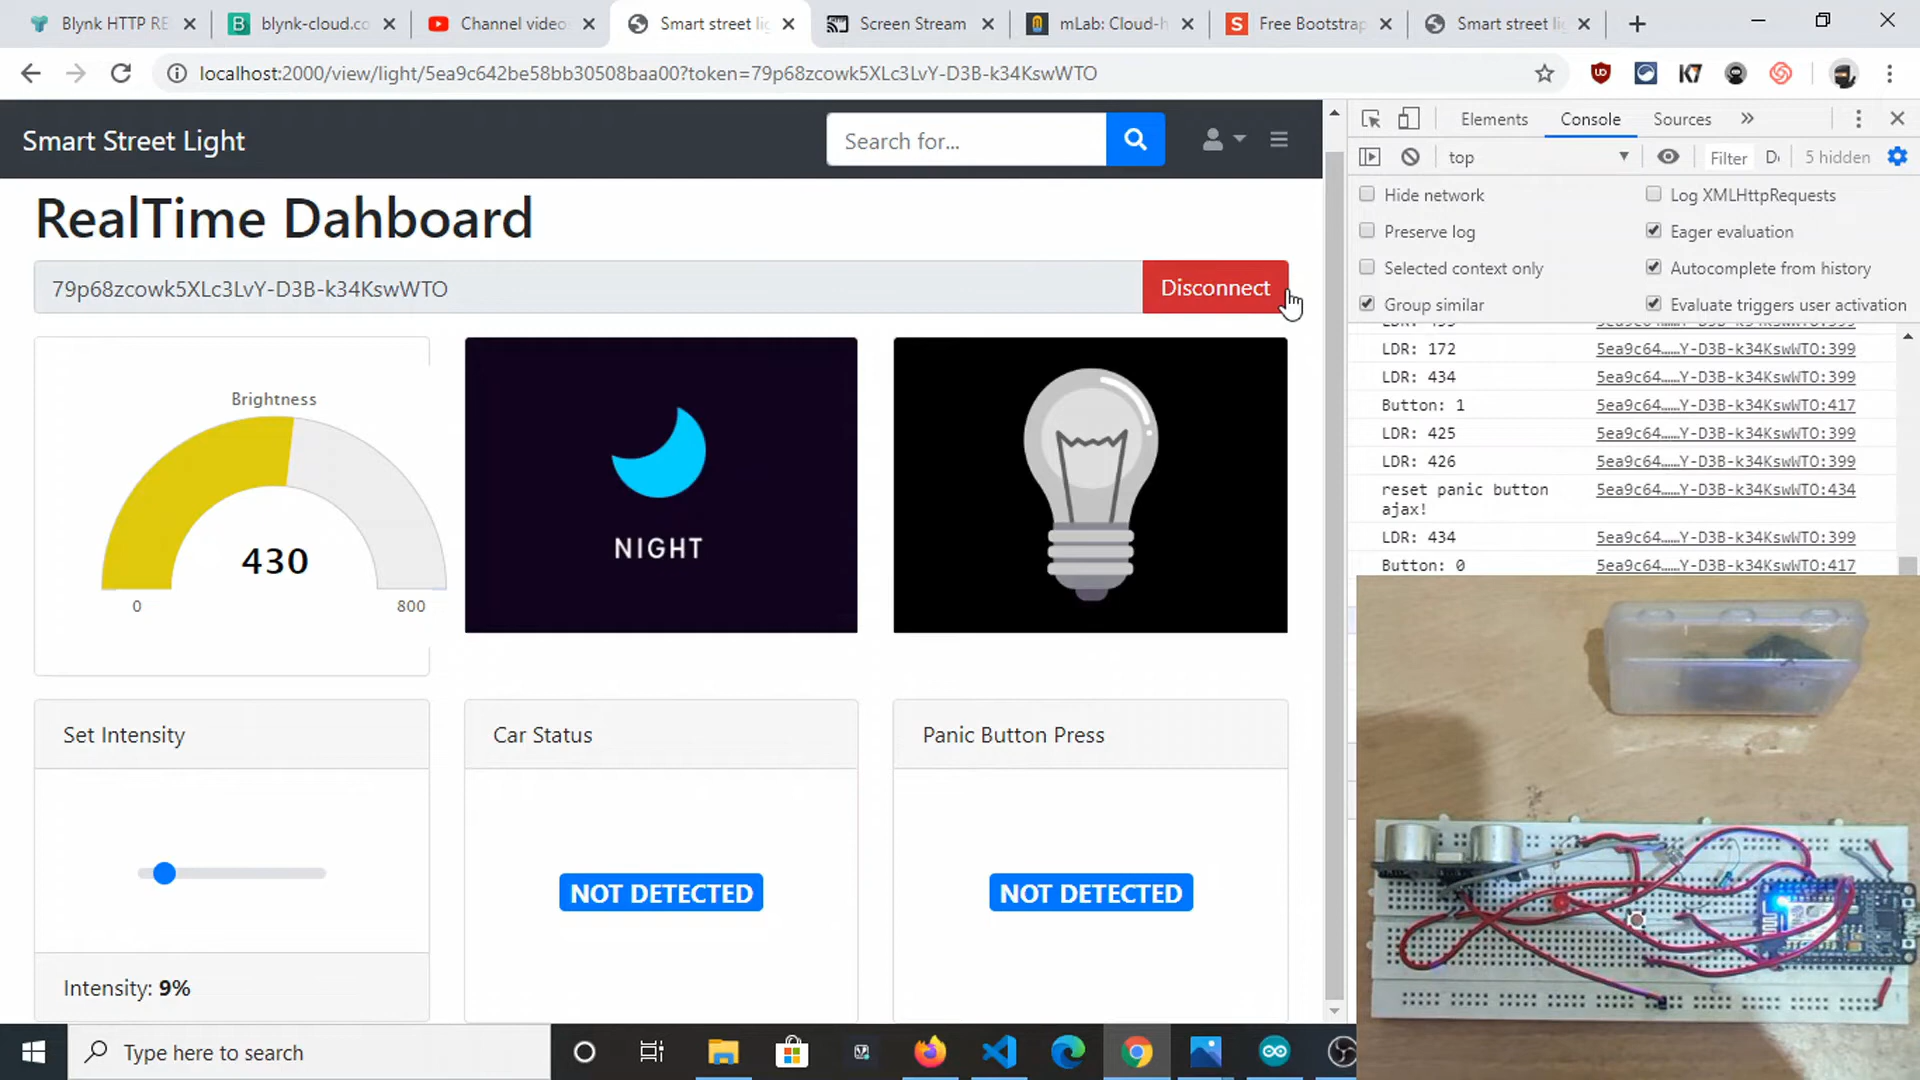 Blynk HTTP RE
blynk-cloud.co
Channel video
Smart street lig
Screen Stream
mLab: Cloud-h
Free Bootstrap
Smart street lig
localhost:2000/view/light/5ea9c642be58bb30508baa00?token=79p68zcowk5XLc3LvY-D3B-k34KswWTO
Smart Street Light
Search for...
RealTime Dahboard
79p68zcowk5XLc3LvY-D3B-k34KswWTO
Disconnect
Brightness
430
0
800
NIGHT
Set Intensity
Intensity: 9%
Car Status
NOT DETECTED
Panic Button Press
NOT DETECTED
Elements
Console
Sources
top
Filter
5 hidden
Hide network
Log XMLHttpRequests
Preserve log
Eager evaluation
Selected context only
Autocomplete from history
Group similar
Evaluate triggers user activation
LDR: 172 5ea9c64……Y-D3B-k34KswWTO:399
LDR: 434 5ea9c64……Y-D3B-k34KswWTO:399
Button: 1 5ea9c64……Y-D3B-k34KswWTO:417
LDR: 425 5ea9c64……Y-D3B-k34KswWTO:399
LDR: 426 5ea9c64……Y-D3B-k34KswWTO:399
reset panic button 5ea9c64……Y-D3B-k34KswWTO:434
ajax!
LDR: 434 5ea9c64……Y-D3B-k34KswWTO:399
Button: 0 5ea9c64……Y-D3B-k34KswWTO:417
Type here to search